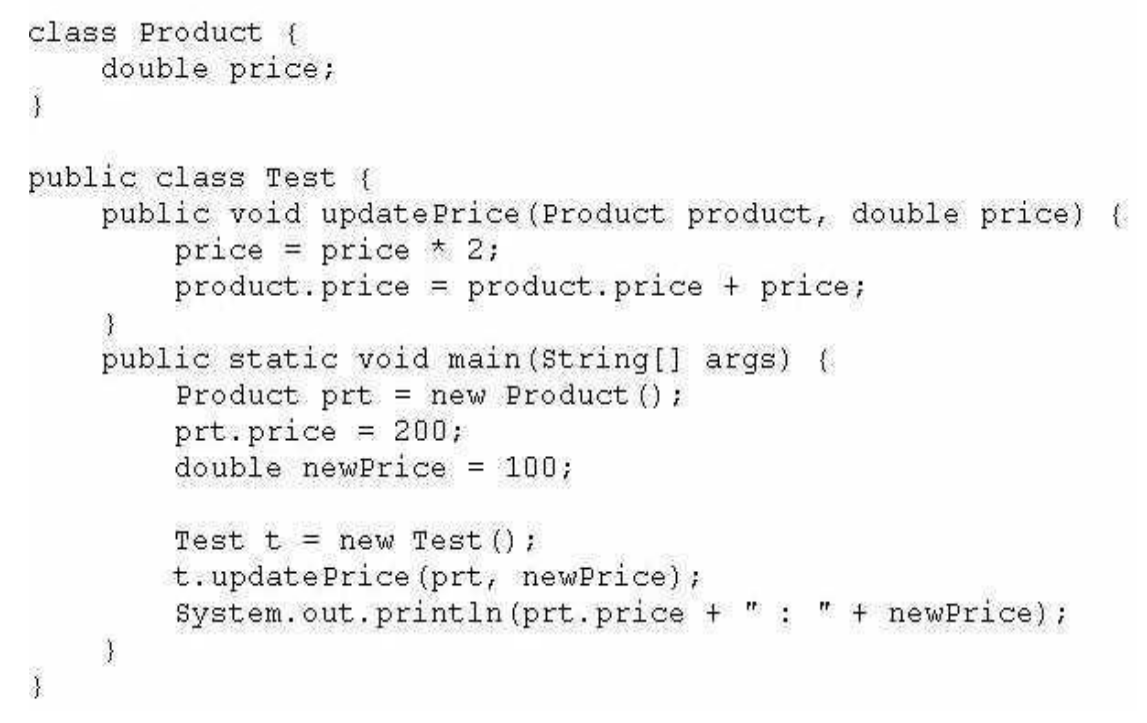 class Product {
    double price;
}

public class Test {
    public void updatePrice(Product product, double price) {
        price = price * 2;
        product.price = product.price + price;
    }
    public static void main(String[] args) {
        Product prt = new Product();
        prt.price = 200;
        double newPrice = 100;

        Test t = new Test();
        t.updatePrice(prt, newPrice);
        System.out.println(prt.price + " : " + newPrice);
    }
}